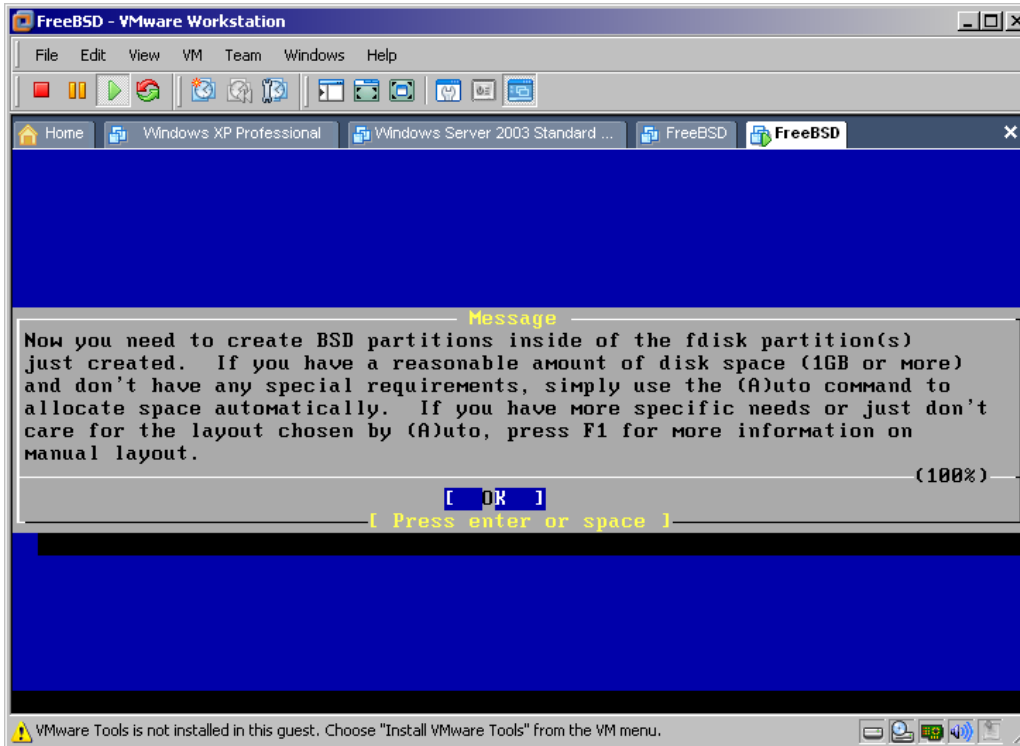 FreeBSD - VMware Workstation
File Edit View VM Team Windows Help
Home Windows XP Professional Windows Server 2003 Standard ... FreeBSD FreeBSD
Message
Now you need to create BSD partitions inside of the fdisk partition(s)
just created.  If you have a reasonable amount of disk space (1GB or more)
and don't have any special requirements, simply use the (A)uto command to
allocate space automatically.  If you have more specific needs or just don't
care for the layout chosen by (A)uto, press F1 for more information on
manual layout.
(100%)
[ OK ]
[ Press enter or space ]
VMware Tools is not installed in this guest. Choose "Install VMware Tools" from the VM menu.